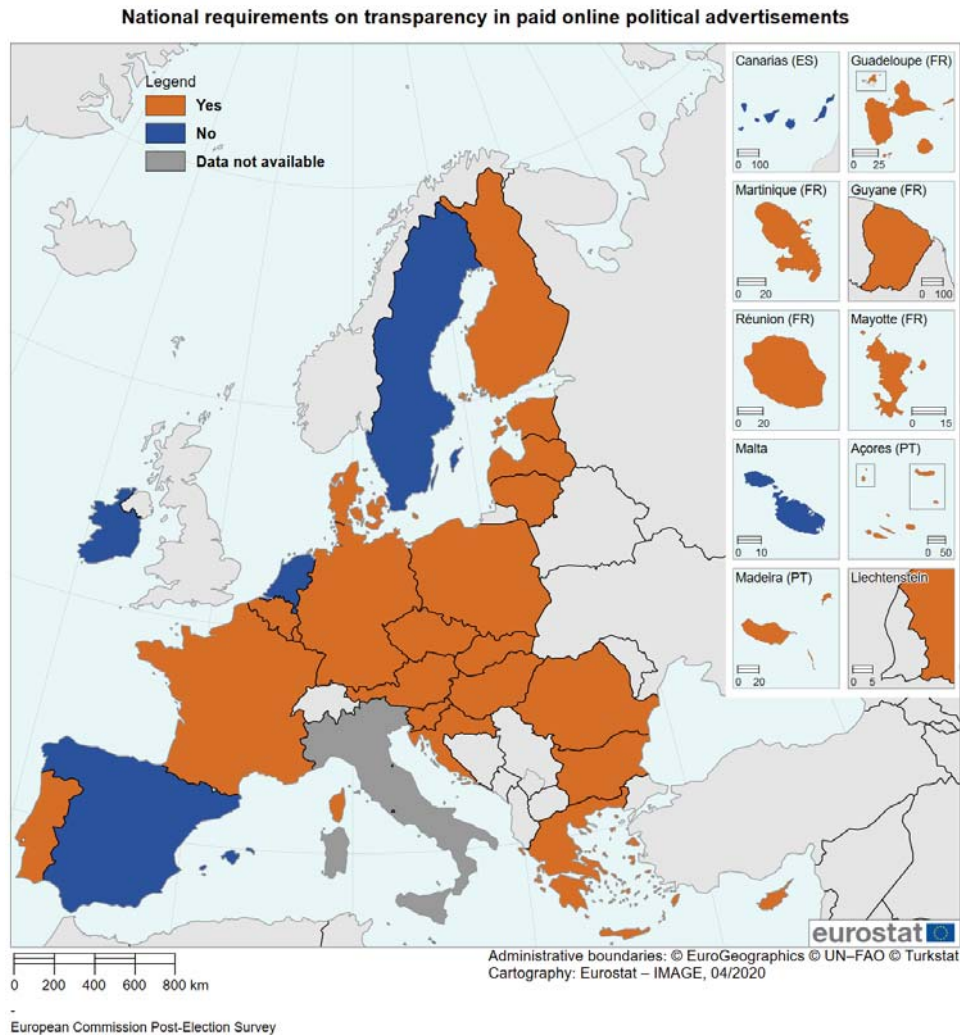 National requirements on transparency in paid online political advertisements
Legend
Yes
No
Data not available
Canarias (ES)
0 100
Guadeloupe (FR)
0 25
Martinique (FR)
0 20
Guyane (FR)
0 100
Réunion (FR)
0 20
Mayotte (FR)
0 15
Malta
0 10
Açores (PT)
0 50
Madeira (PT)
0 20
Liechtenstein
0 5
eurostat
Administrative boundaries: © EuroGeographics © UN–FAO © Turkstat
Cartography: Eurostat – IMAGE, 04/2020
0 200 400 600 800 km
-
European Commission Post-Election Survey